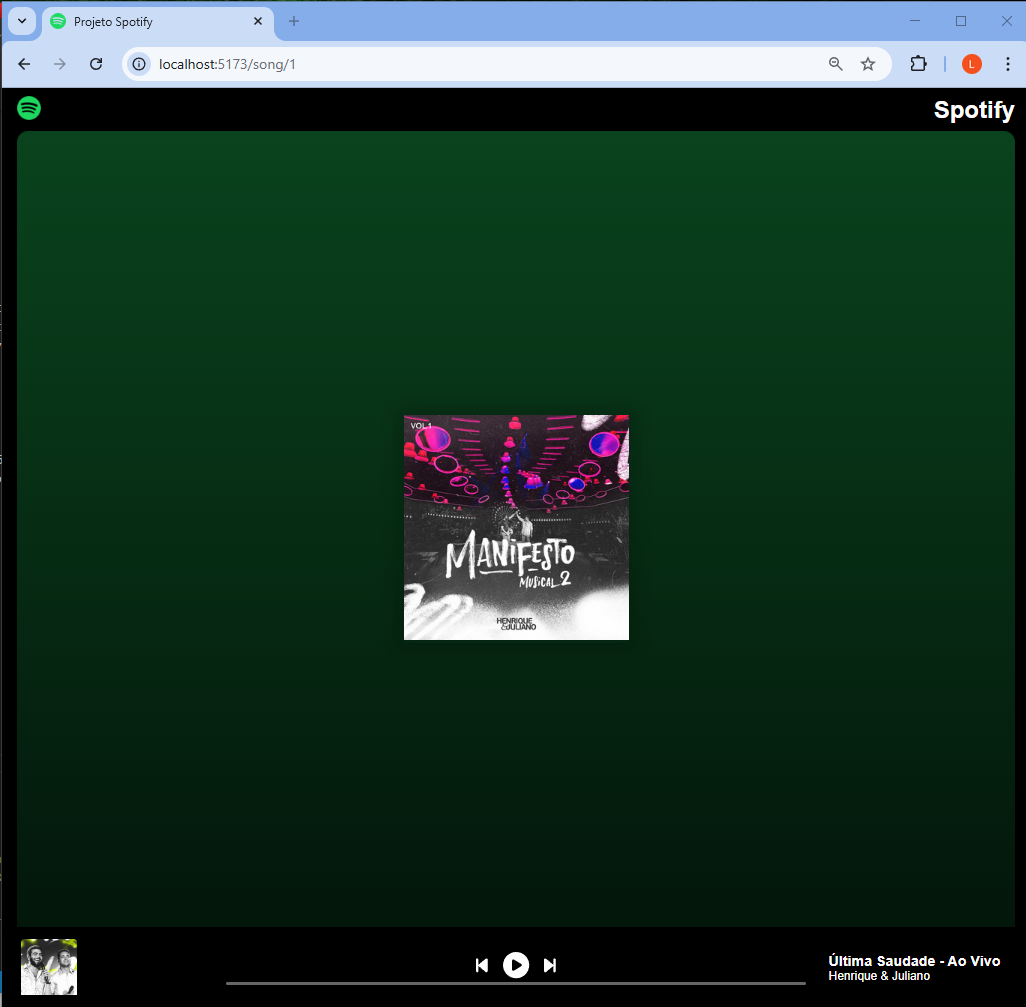 Projeto Spotify
localhost:5173/song/1
L
Spotify
VOL.1
MANIFESTO
MUSICAL 2
HENRIQUE
&JULIANO
Última Saudade - Ao Vivo
Henrique & Juliano